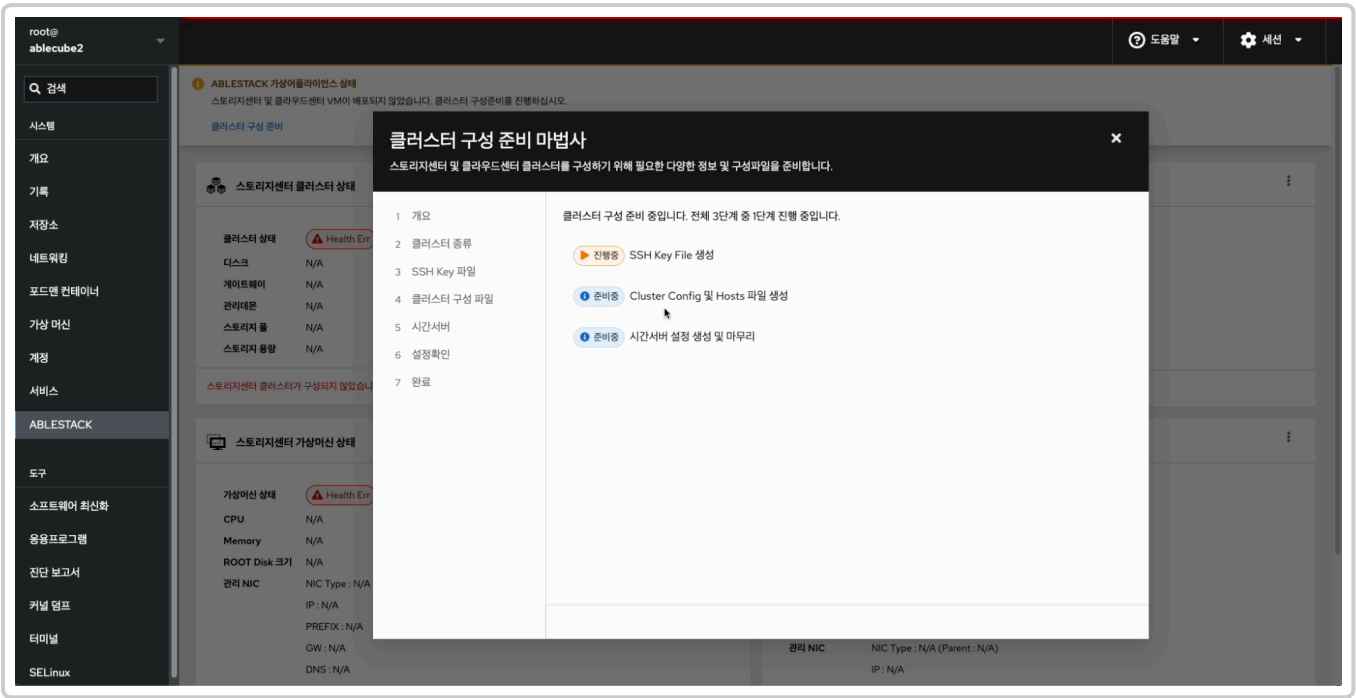 root@
ablecube2
도움말
세션
검색
시스템
개요
기록
저장소
네트워킹
포드맨 컨테이너
가상 머신
계정
서비스
ABLESTACK
도구
소프트웨어 최신화
응용프로그램
진단 보고서
커널 덤프
터미널
SELinux
ABLESTACK 가상어플라이언스 상태
스토리지센터 및 클라우드센터 VM이 배포되지 않았습니다. 클러스터 구성준비를 진행하십시오.
클러스터 구성 준비
스토리지센터 클러스터 상태
클러스터 상태 Health Err
디스크 N/A
게이트웨이 N/A
관리데몬 N/A
스토리지 풀 N/A
스토리지 용량 N/A
스토리지센터 클러스터가 구성되지 않았습니
스토리지센터 가상머신 상태
가상머신 상태 Health Err
CPU N/A
Memory N/A
ROOT Disk 크기 N/A
관리 NIC NIC Type : N/A
IP : N/A
PREFIX : N/A
GW : N/A
DNS : N/A
관리 NIC NIC Type : N/A (Parent : N/A)
IP : N/A
클러스터 구성 준비 마법사
스토리지센터 및 클라우드센터 클러스터를 구성하기 위해 필요한 다양한 정보 및 구성파일을 준비합니다.
1 개요
2 클러스터 종류
3 SSH Key 파일
4 클러스터 구성 파일
5 시간서버
6 설정확인
7 완료
클러스터 구성 준비 중입니다. 전체 3단계 중 1단계 진행 중입니다.
진행중 SSH Key File 생성
준비중 Cluster Config 및 Hosts 파일 생성
준비중 시간서버 설정 생성 및 마무리